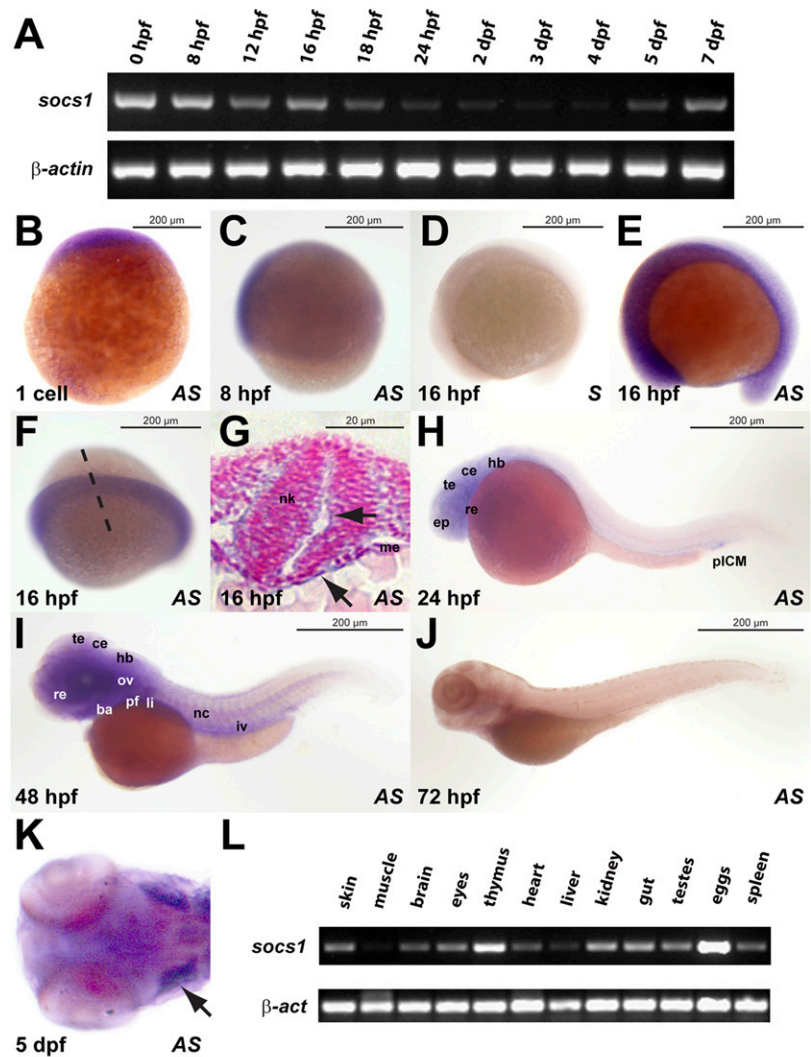 A
0 hpf 8 hpf 12 hpf 16 hpf 18 hpf 24 hpf 2 dpf 3 dpf 4 dpf 5 dpf 7 dpf
socs1
β-actin
B
200 µm
1 cell
AS
C
200 µm
8 hpf
AS
D
200 µm
16 hpf
S
E
200 µm
16 hpf
AS
F
200 µm
16 hpf
AS
G
20 µm
nk
me
16 hpf
AS
H
200 µm
hb
ce
te
re
ep
plCM
24 hpf
AS
I
200 µm
te ce
hb
ov
re
pf li
ba
nc
iv
48 hpf
AS
J
200 µm
72 hpf
AS
K
5 dpf
AS
L
skin muscle brain eyes thymus heart liver kidney gut testes eggs spleen
socs1
β-act